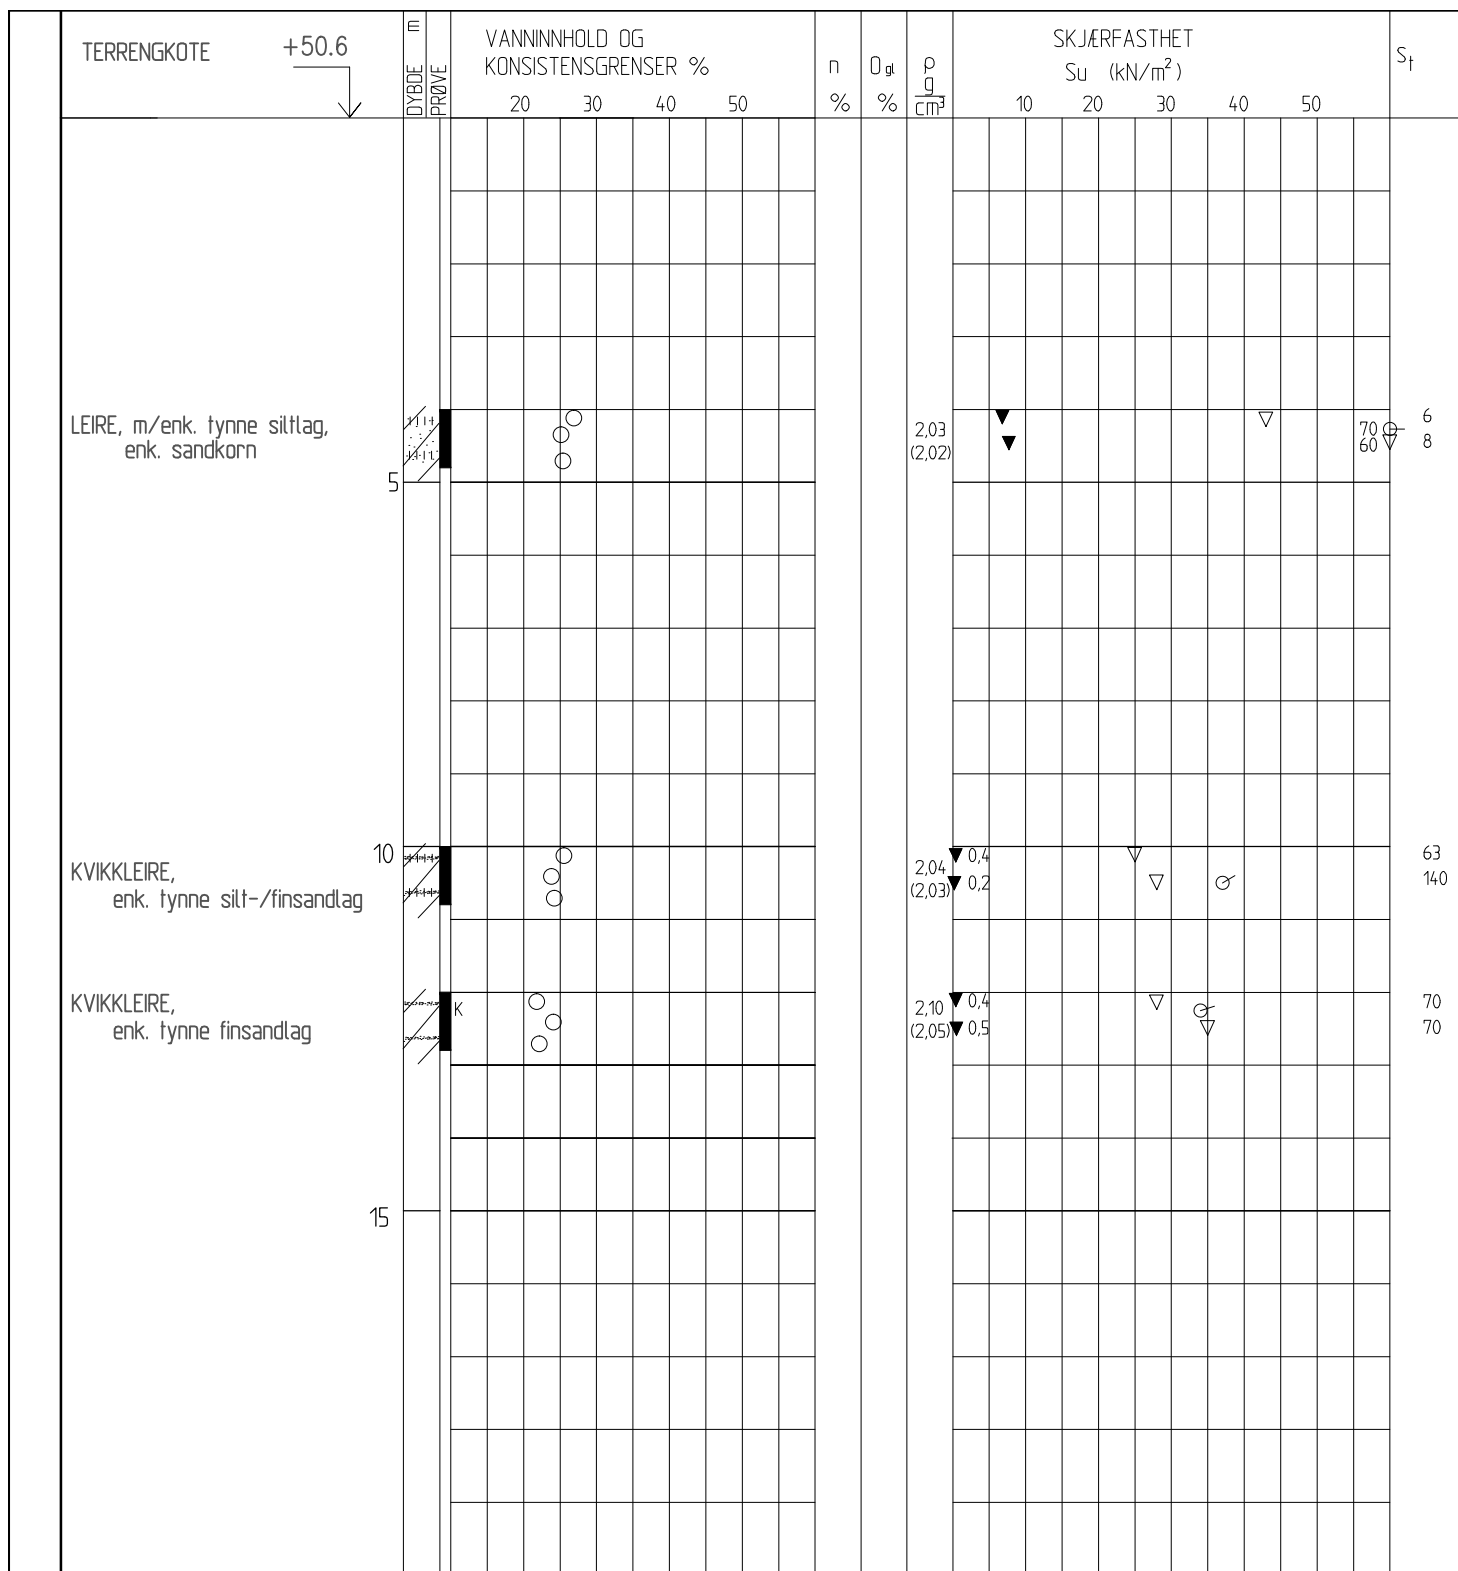 TERRENGKOTE +50.6
m
DYBDE
PRØVE
VANNINNHOLD OG
KONSISTENSGRENSER %
20 30 40 50
n
%
O gl
%
ρ
g
cm³
SKJÆRFASTHET
Su (kN/m²)
10 20 30 40 50
St
LEIRE, m/enk. tynne siltlag,
enk. sandkorn
2,03
(2,02)
70
60
6
8
5
10
KVIKKLEIRE,
enk. tynne silt-/finsandlag
2,04
(2,03)
0,4
0,2
63
140
KVIKKLEIRE,
enk. tynne finsandlag
K
2,10
(2,05)
0,4
0,5
70
70
15